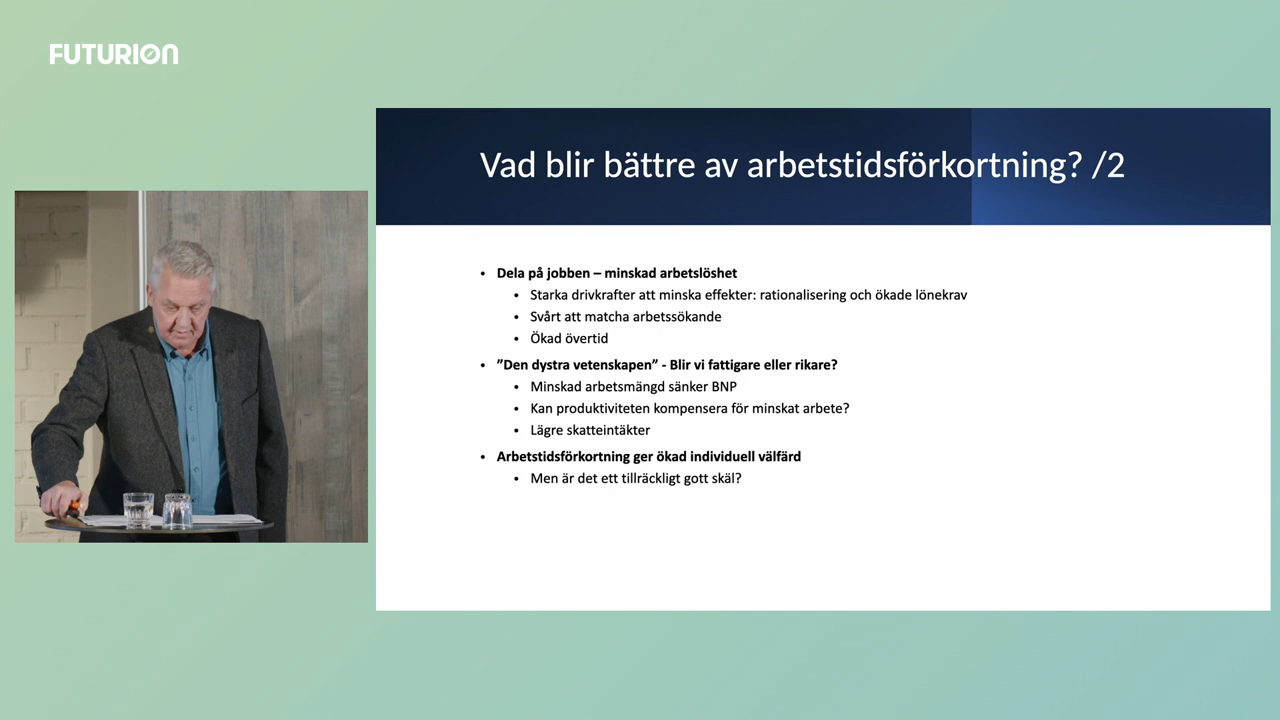 FUTURION
Vad blir bättre av arbetstidsförkortning? /2
• Dela på jobben – minskad arbetslöshet
• Starka drivkrafter att minska effekter: rationalisering och ökade lönekrav
• Svårt att matcha arbetssökande
• Ökad övertid
• ”Den dystra vetenskapen” - Blir vi fattigare eller rikare?
• Minskad arbetsmängd sänker BNP
• Kan produktiviteten kompensera för minskat arbete?
• Lägre skatteintäkter
• Arbetstidsförkortning ger ökad individuell välfärd
• Men är det ett tillräckligt gott skäl?